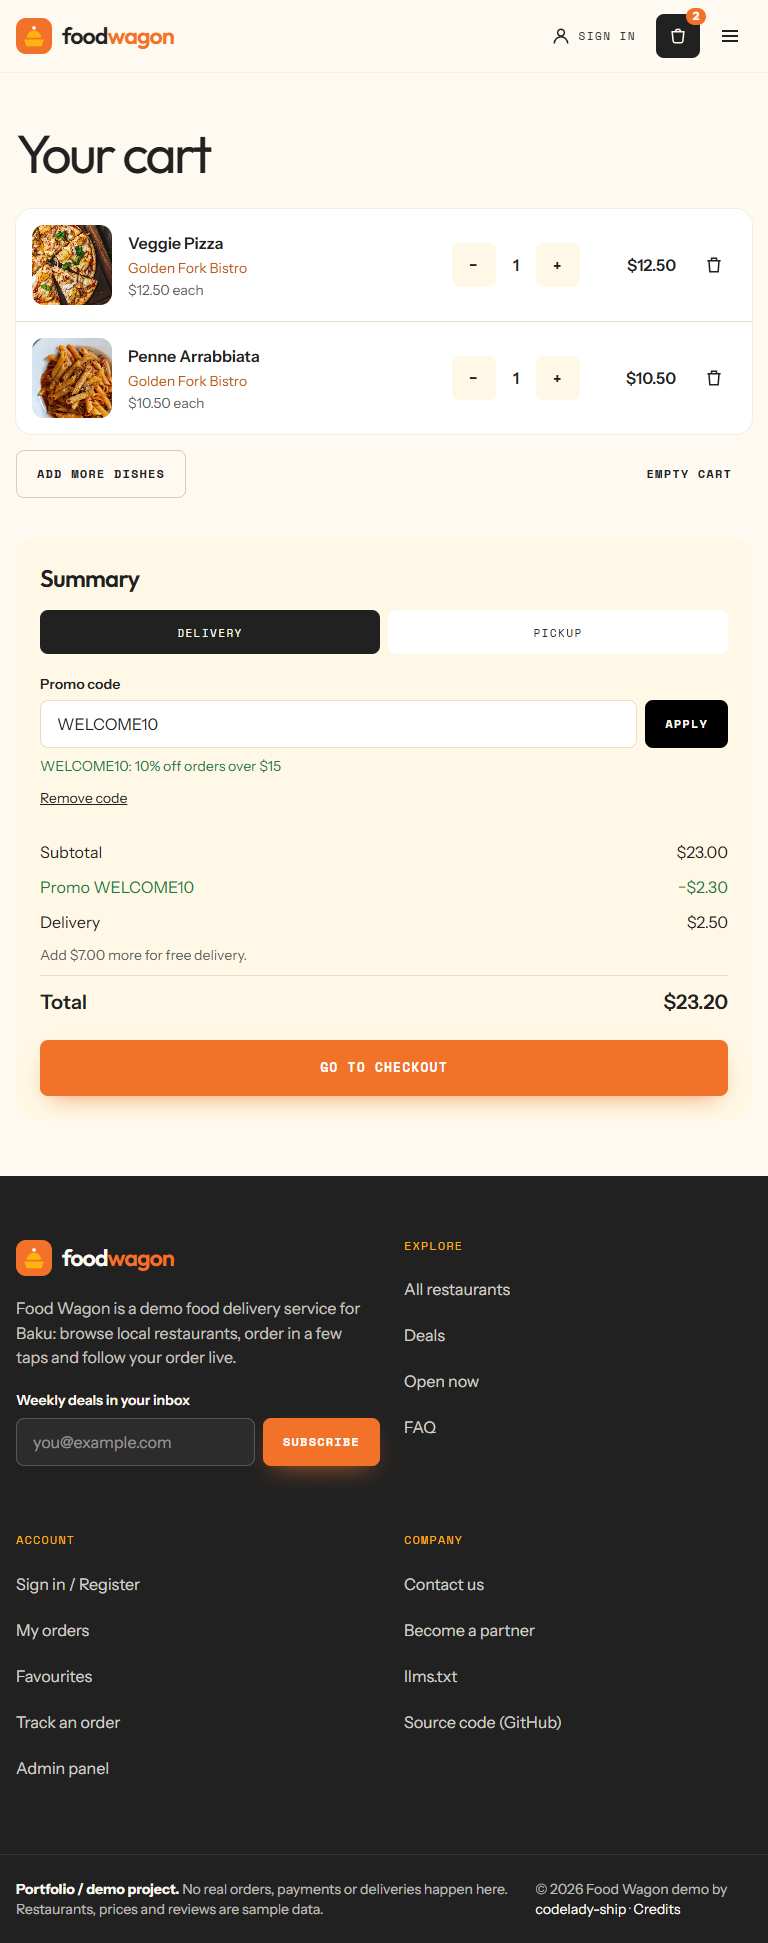 foodwagon
SIGN IN
2
Your cart
Veggie Pizza
Golden Fork Bistro
$12.50 each
−
1
+
$12.50
Penne Arrabbiata
Golden Fork Bistro
$10.50 each
−
1
+
$10.50
ADD MORE DISHES
EMPTY CART
Summary
DELIVERY
PICKUP
Promo code
WELCOME10
APPLY
WELCOME10: 10% off orders over $15
Remove code
Subtotal $23.00
Promo WELCOME10 −$2.30
Delivery $2.50
Add $7.00 more for free delivery.
Total $23.20
GO TO CHECKOUT
foodwagon
Food Wagon is a demo food delivery service for
Baku: browse local restaurants, order in a few
taps and follow your order live.
Weekly deals in your inbox
you@example.com
SUBSCRIBE
EXPLORE
All restaurants
Deals
Open now
FAQ
ACCOUNT
Sign in / Register
My orders
Favourites
Track an order
Admin panel
COMPANY
Contact us
Become a partner
llms.txt
Source code (GitHub)
Portfolio / demo project. No real orders, payments or deliveries happen here.
Restaurants, prices and reviews are sample data.
© 2026 Food Wagon demo by
codelady-ship · Credits